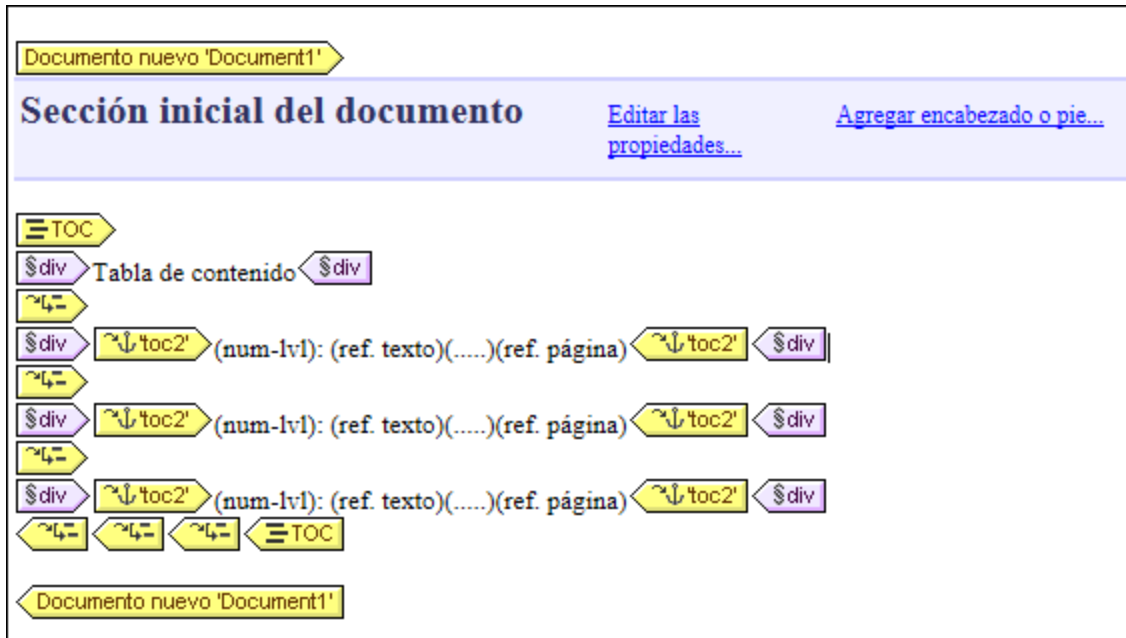 Documento nuevo 'Document1'
Sección inicial del documento Editar las propiedades... Agregar encabezado o pie...
TOC
§div Tabla de contenido §div
§div 'toc2' (num-lvl): (ref. texto)(.....)(ref. página) 'toc2' §div
§div 'toc2' (num-lvl): (ref. texto)(.....)(ref. página) 'toc2' §div
§div 'toc2' (num-lvl): (ref. texto)(.....)(ref. página) 'toc2' §div
TOC
Documento nuevo 'Document1'